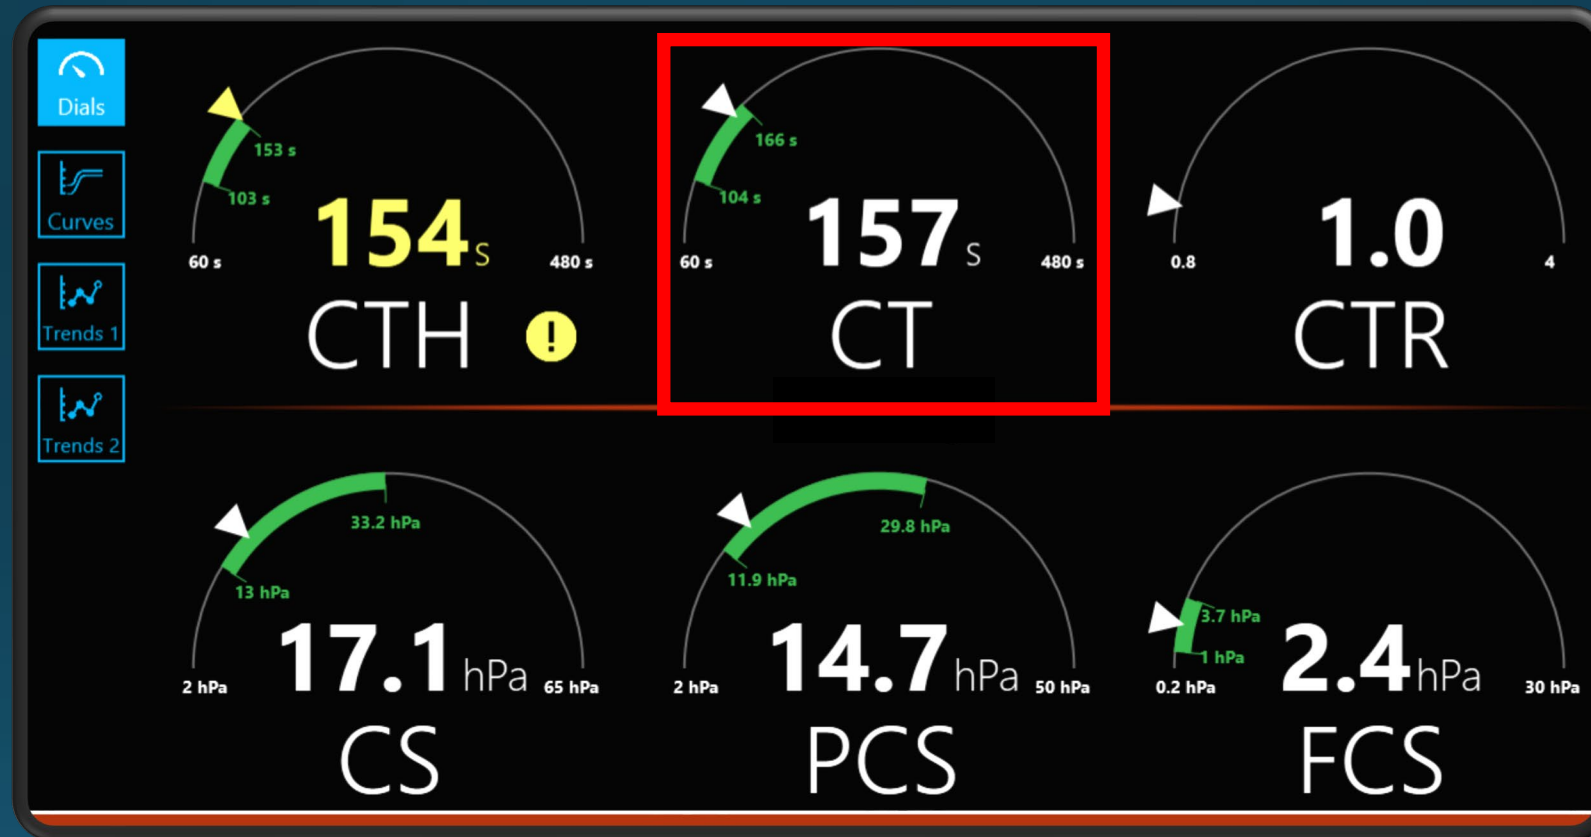 Dials
Curves
Trends 1
Trends 2
153 s
103 s
154 s
60 s
480 s
CTH
!
166 s
104 s
157 s
60 s
480 s
CT
1.0
0.8
4
CTR
33.2 hPa
13 hPa
17.1 hPa
2 hPa
65 hPa
CS
29.8 hPa
11.9 hPa
14.7 hPa
2 hPa
50 hPa
PCS
3.7 hPa
1 hPa
2.4 hPa
0.2 hPa
30 hPa
FCS